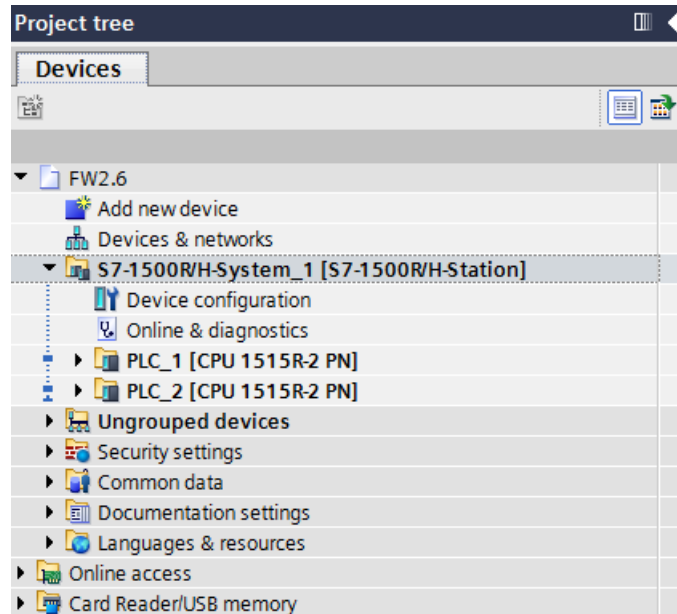 Project tree
Devices
FW2.6
Add new device
Devices & networks
S7-1500R/H-System_1 [S7-1500R/H-Station]
Device configuration
Online & diagnostics
PLC_1 [CPU 1515R-2 PN]
PLC_2 [CPU 1515R-2 PN]
Ungrouped devices
Security settings
Common data
Documentation settings
Languages & resources
Online access
Card Reader/USB memory